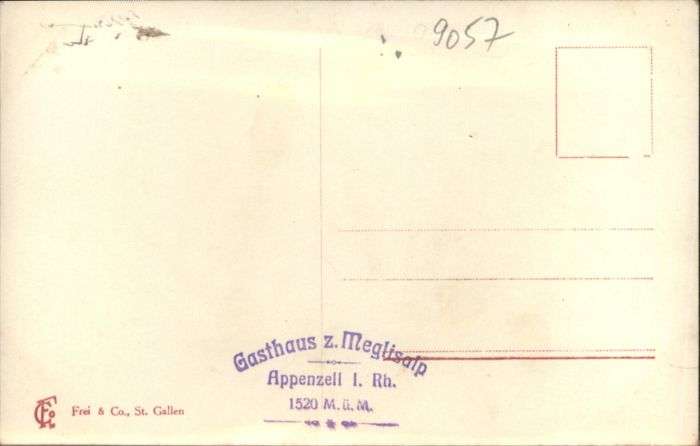 9057
Gasthaus z. Meglisalp
Appenzell I. Rh.
1520 M. ü. M.
Frei & Co., St. Gallen